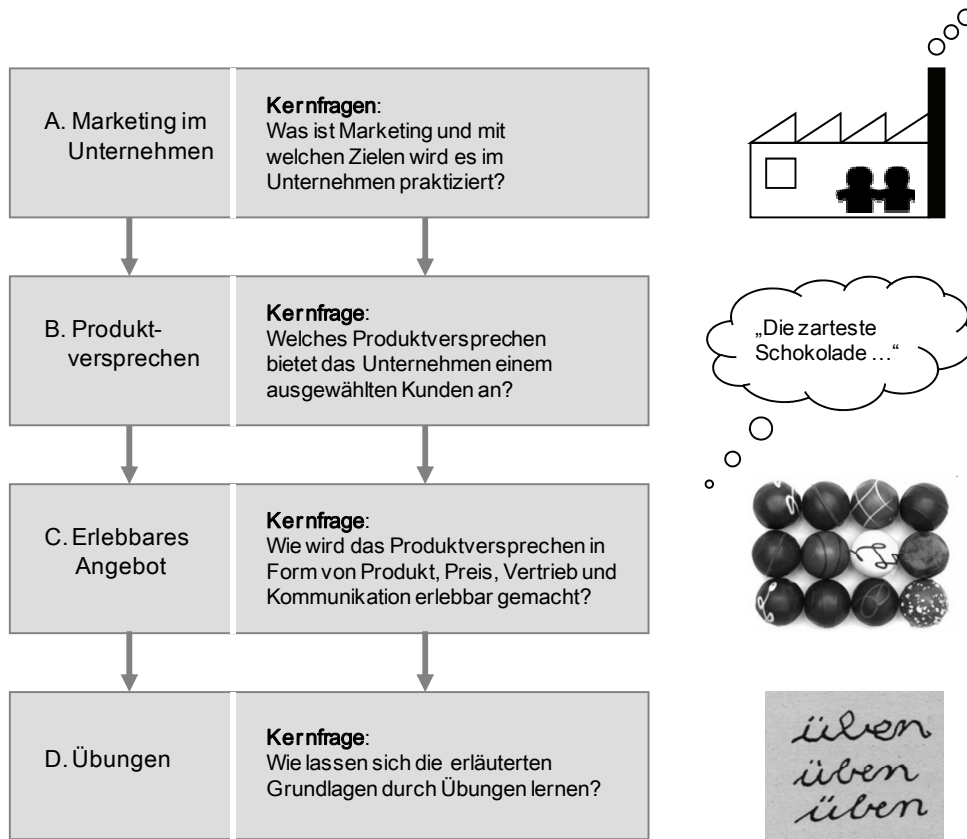 A. Marketing im
Unternehmen
Kernfragen:
Was ist Marketing und mit
welchen Zielen wird es im
Unternehmen praktiziert?
B. Produkt-
versprechen
Kernfrage:
Welches Produktversprechen
bietet das Unternehmen einem
ausgewählten Kunden an?
„Die zarteste
Schokolade ...“
C. Erlebbares
Angebot
Kernfrage:
Wie wird das Produktversprechen in
Form von Produkt, Preis, Vertrieb und
Kommunikation erlebbar gemacht?
D. Übungen
Kernfrage:
Wie lassen sich die erläuterten
Grundlagen durch Übungen lernen?
üben
üben
üben